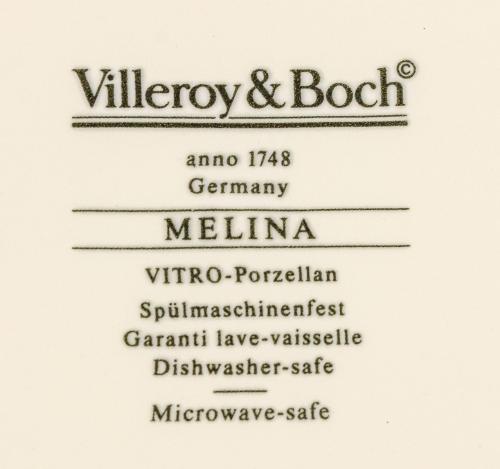 Villeroy & Boch©
anno 1748
Germany
MELINA
VITRO-Porzellan
Spülmaschinenfest
Garanti lave-vaisselle
Dishwasher-safe
Microwave-safe